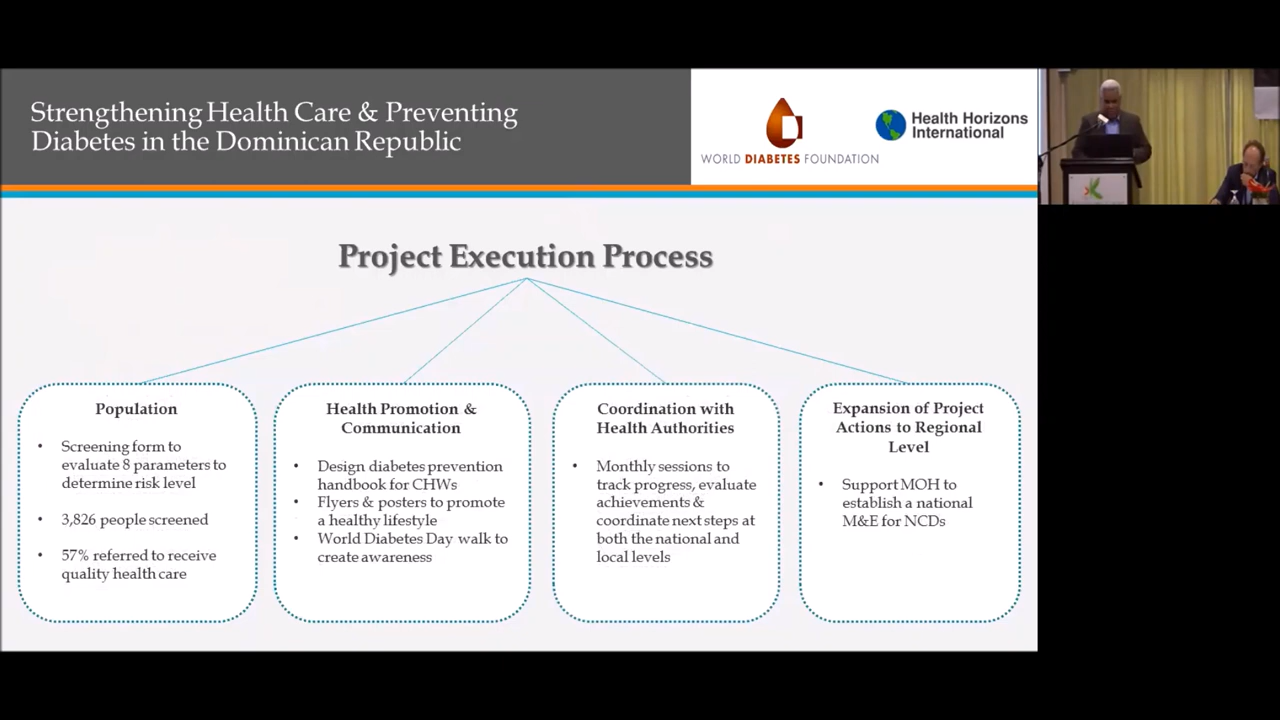 Strengthening Health Care & Preventing
Diabetes in the Dominican Republic
WORLD DIABETES FOUNDATION
Health Horizons
International
Project Execution Process
Population
• Screening form to
evaluate 8 parameters to
determine risk level
• 3,826 people screened
• 57% referred to receive
quality health care
Health Promotion &
Communication
• Design diabetes prevention
handbook for CHWs
• Flyers & posters to promote
a healthy lifestyle
• World Diabetes Day walk to
create awareness
Coordination with
Health Authorities
• Monthly sessions to
track progress, evaluate
achievements &
coordinate next steps at
both the national and
local levels
Expansion of Project
Actions to Regional
Level
• Support MOH to
establish a national
M&E for NCDs